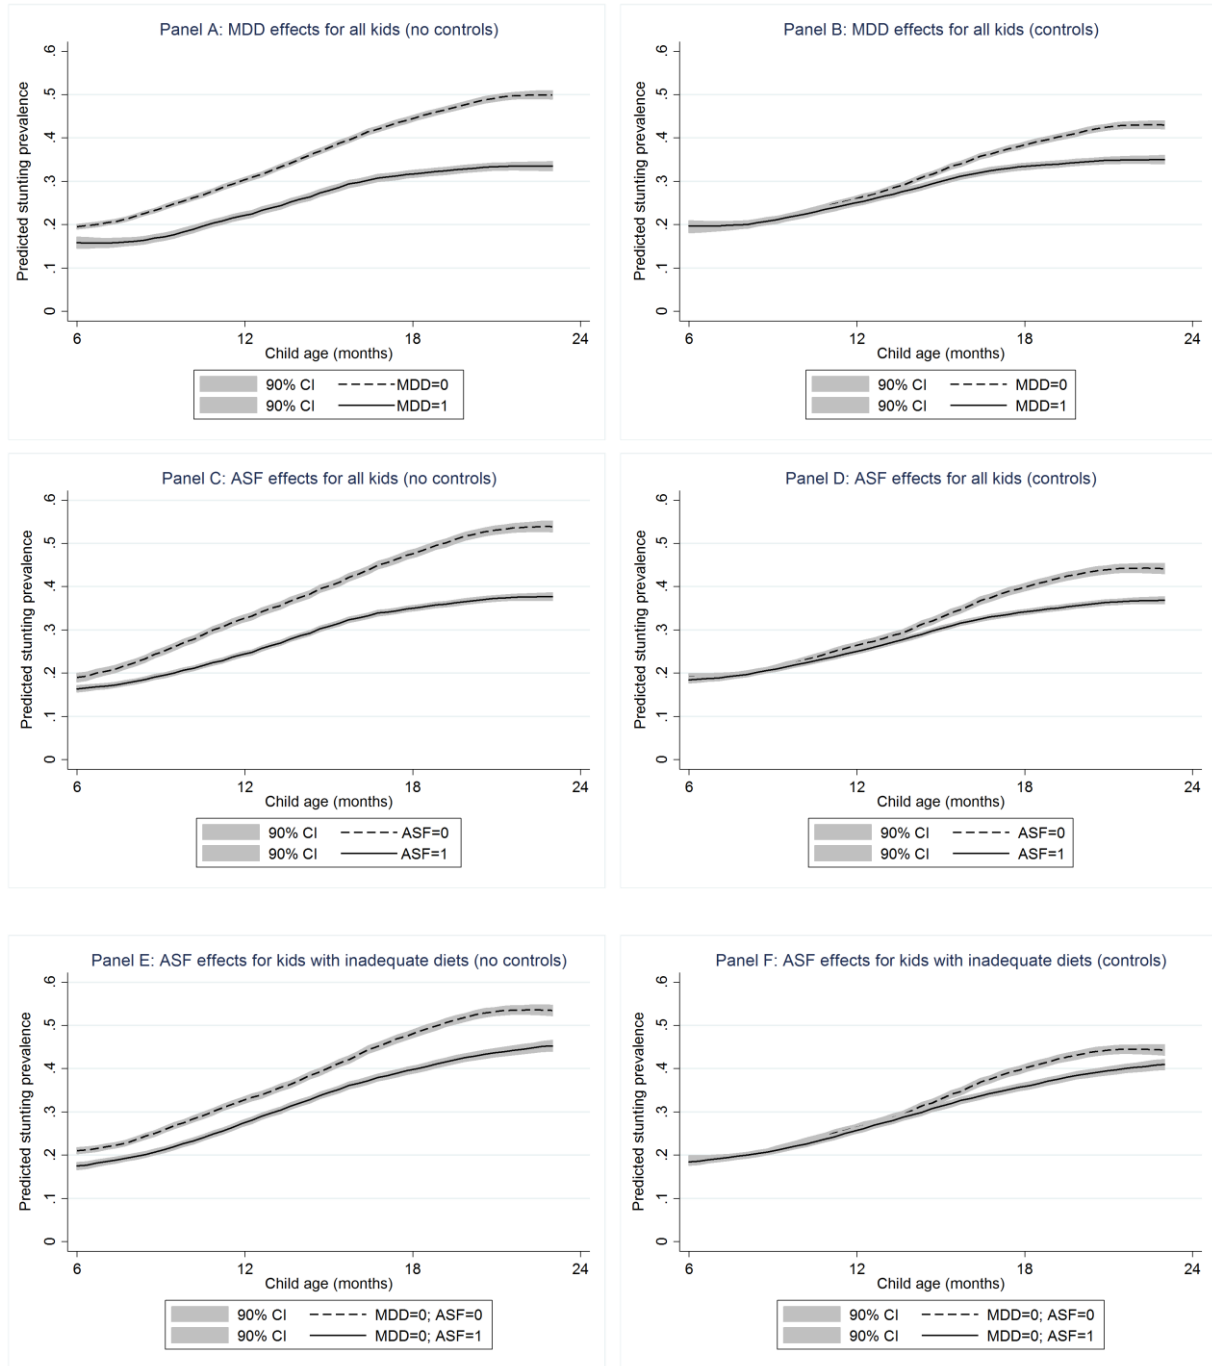 Panel A: MDD effects for all kids (no controls)
Predicted stunting prevalence
.6
.5
.4
.3
.2
.1
0
6 12 18 24
Child age (months)
90% CI MDD=0
90% CI MDD=1
Panel B: MDD effects for all kids (controls)
Predicted stunting prevalence
.6
.5
.4
.3
.2
.1
0
6 12 18 24
Child age (months)
90% CI MDD=0
90% CI MDD=1
Panel C: ASF effects for all kids (no controls)
Predicted stunting prevalence
.6
.5
.4
.3
.2
.1
0
6 12 18 24
Child age (months)
90% CI ASF=0
90% CI ASF=1
Panel D: ASF effects for all kids (controls)
Predicted stunting prevalence
.6
.5
.4
.3
.2
.1
0
6 12 18 24
Child age (months)
90% CI ASF=0
90% CI ASF=1
Panel E: ASF effects for kids with inadequate diets (no controls)
Predicted stunting prevalence
.6
.5
.4
.3
.2
.1
0
6 12 18 24
Child age (months)
90% CI MDD=0; ASF=0
90% CI MDD=0; ASF=1
Panel F: ASF effects for kids with inadequate diets (controls)
Predicted stunting prevalence
.6
.5
.4
.3
.2
.1
0
6 12 18 24
Child age (months)
90% CI MDD=0; ASF=0
90% CI MDD=0; ASF=1